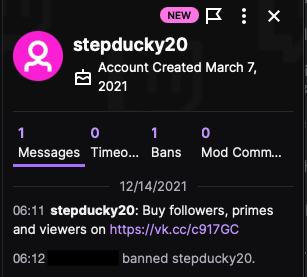 NEW
stepducky20
Account Created March 7,
2021
1 0 1 0
Messages Timeo... Bans Mod Comm...
12/14/2021
06:11 stepducky20: Buy followers, primes
and viewers on https://vk.cc/c917GC
06:12 banned stepducky20.